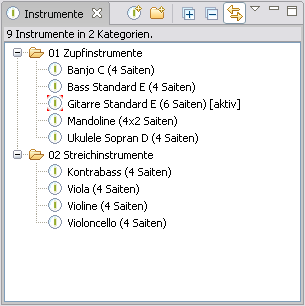 Instrumente
9 Instrumente in 2 Kategorien.
01 Zupfinstrumente
Banjo C (4 Saiten)
Bass Standard E (4 Saiten)
Gitarre Standard E (6 Saiten) [aktiv]
Mandoline (4x2 Saiten)
Ukulele Sopran D (4 Saiten)
02 Streichinstrumente
Kontrabass (4 Saiten)
Viola (4 Saiten)
Violine (4 Saiten)
Violoncello (4 Saiten)